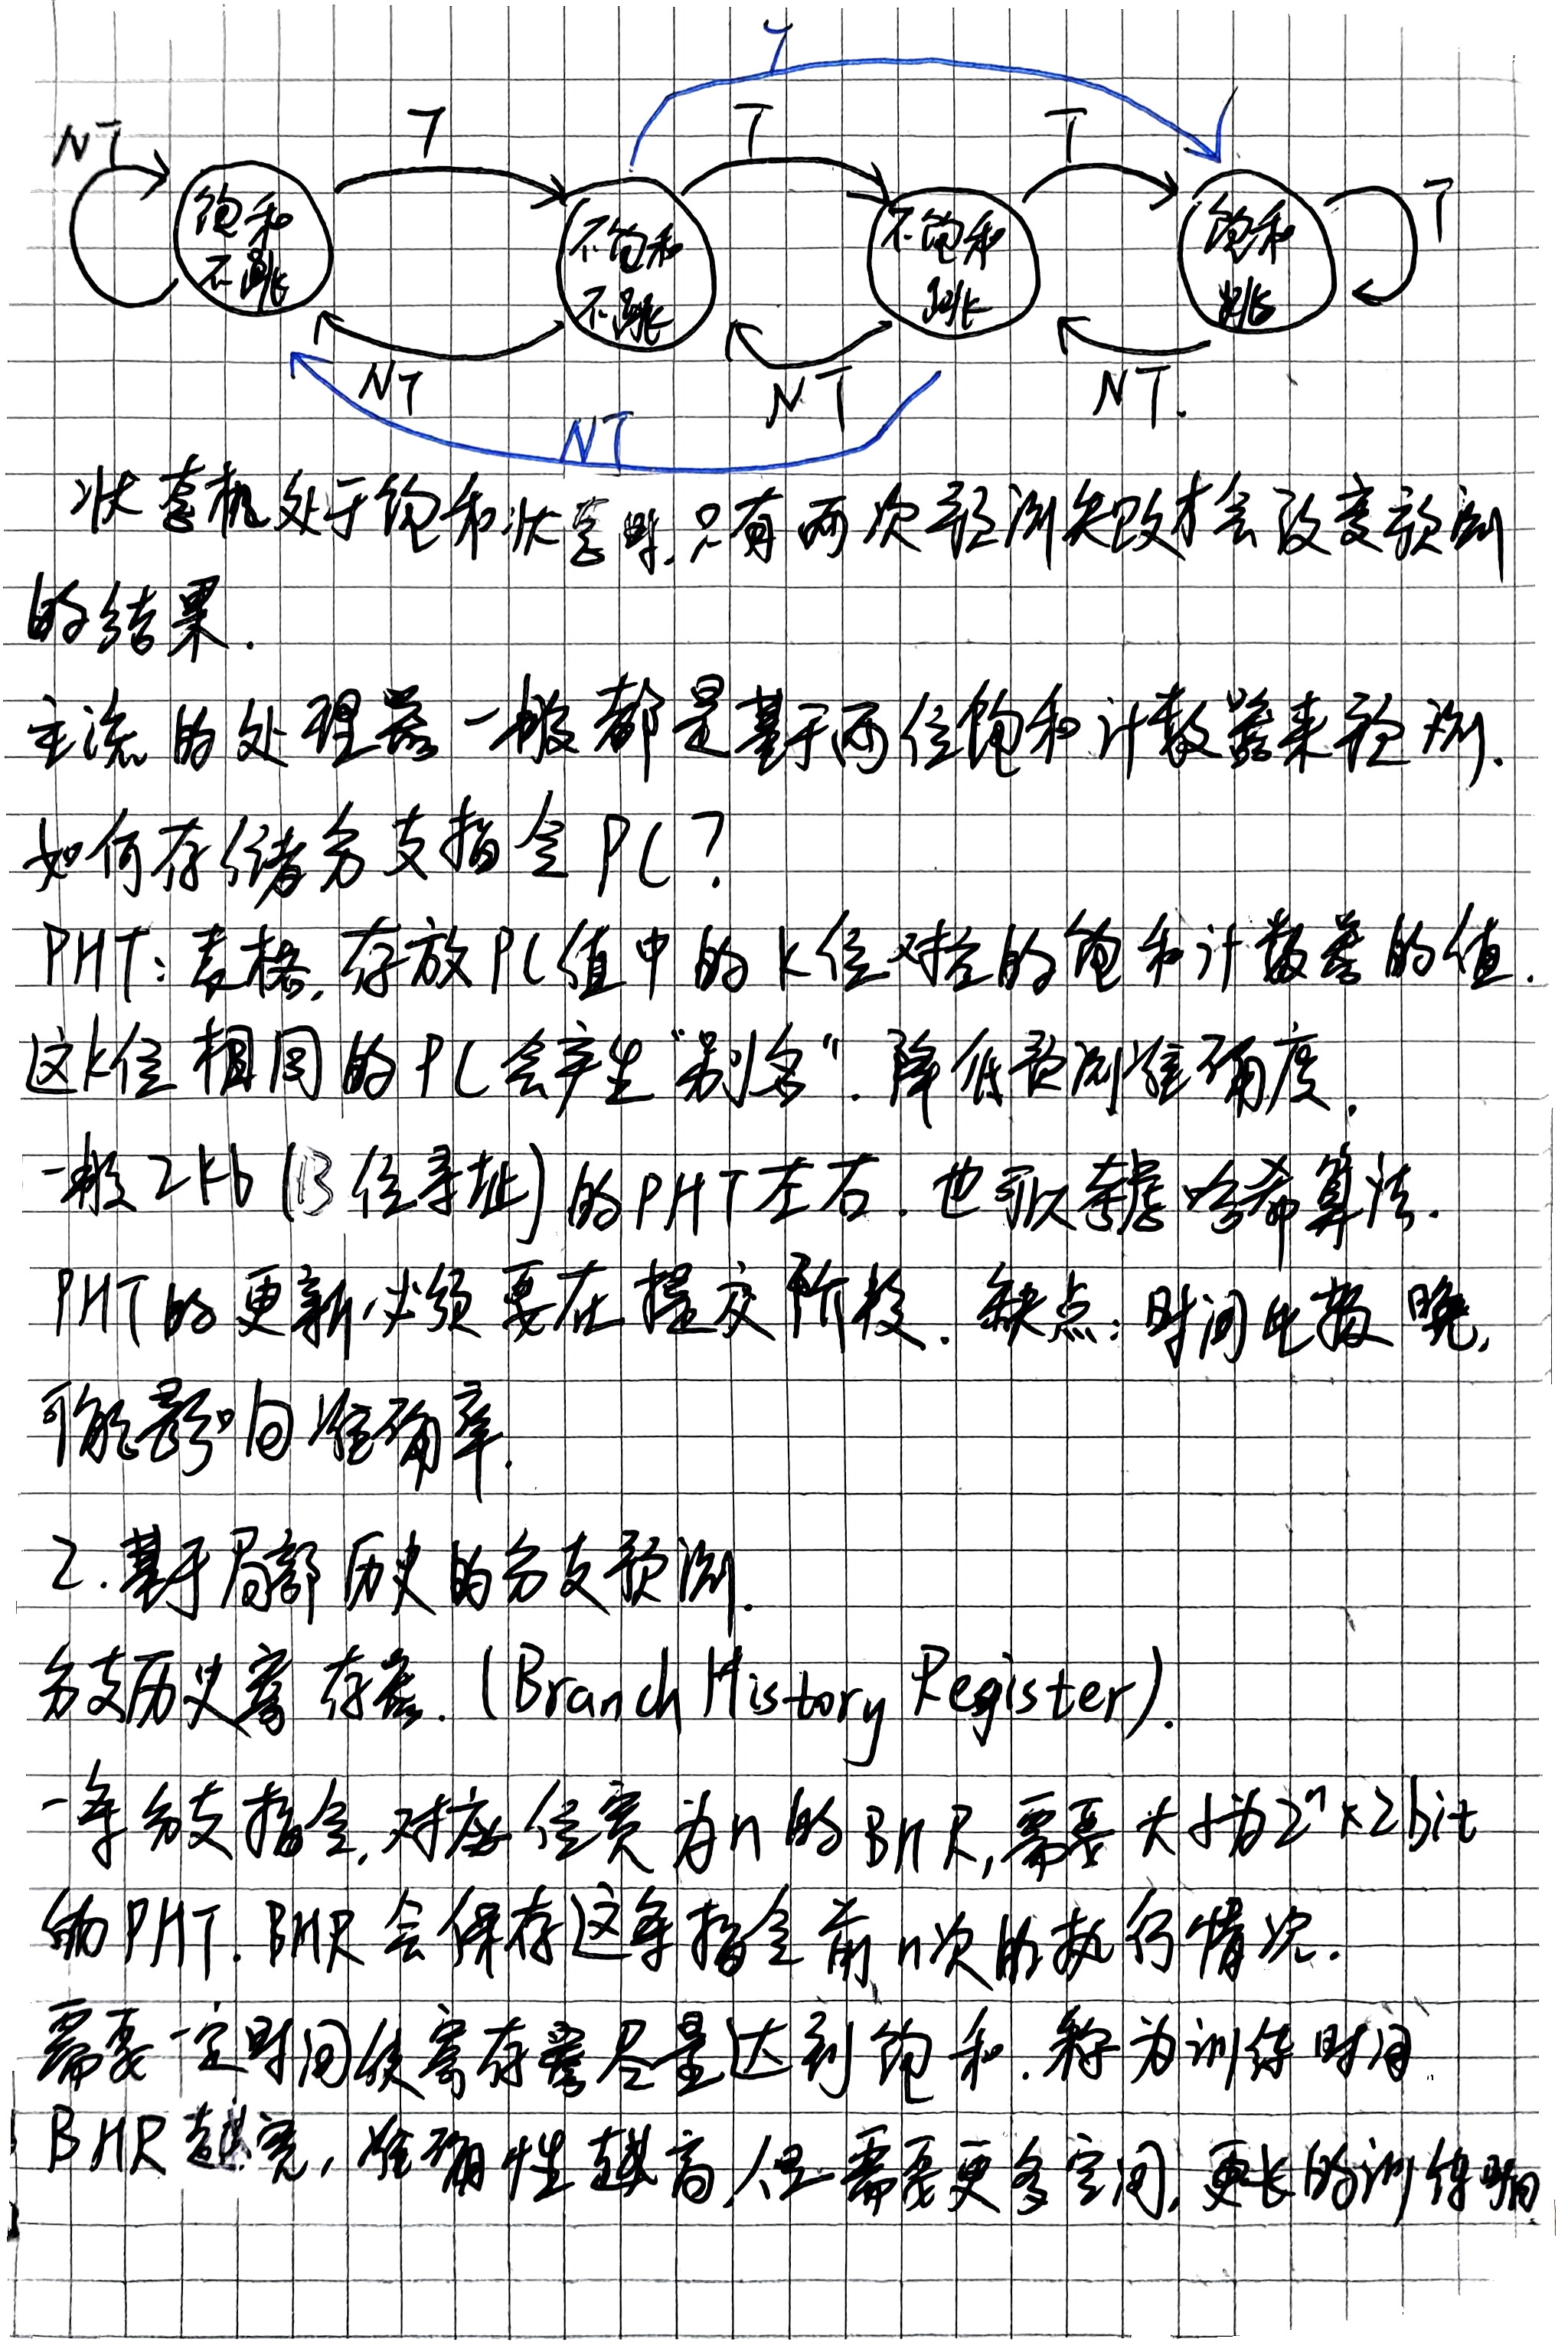 T
NT T T T
饱和 不饱和 不饱和 饱和 T
不跳 不跳 跳 跳
NT NT NT.
NT
状态机处于饱和状态时,只有两次预测失败才会改变预测
的结果.
主流的处理器一般都是基于两位饱和计数器来预测.
如何存储分支指令PC?
PHT:表格,存放PC值中的k位对应的饱和计数器的值.
这k位相同的PC会产生“别名”.降低预测准确度.
一般2kb(13位寻址)的PHT左右.也可以考虑哈希算法.
PHT的更新必须要在提交阶段.缺点:时间比较晚,
可能影响准确率.
2.基于局部历史的分支预测.
分支历史寄存器.(Branch History Register).
一条分支指令,对应位宽为n的BHR,需要大小为2ⁿ×2bit
的PHT.BHR会保存这条指令前n次的执行情况.
需要一定时间使寄存器尽量达到饱和.称为训练时间.
BHR越宽,准确性越高,但需要更多空间,更长的训练时间